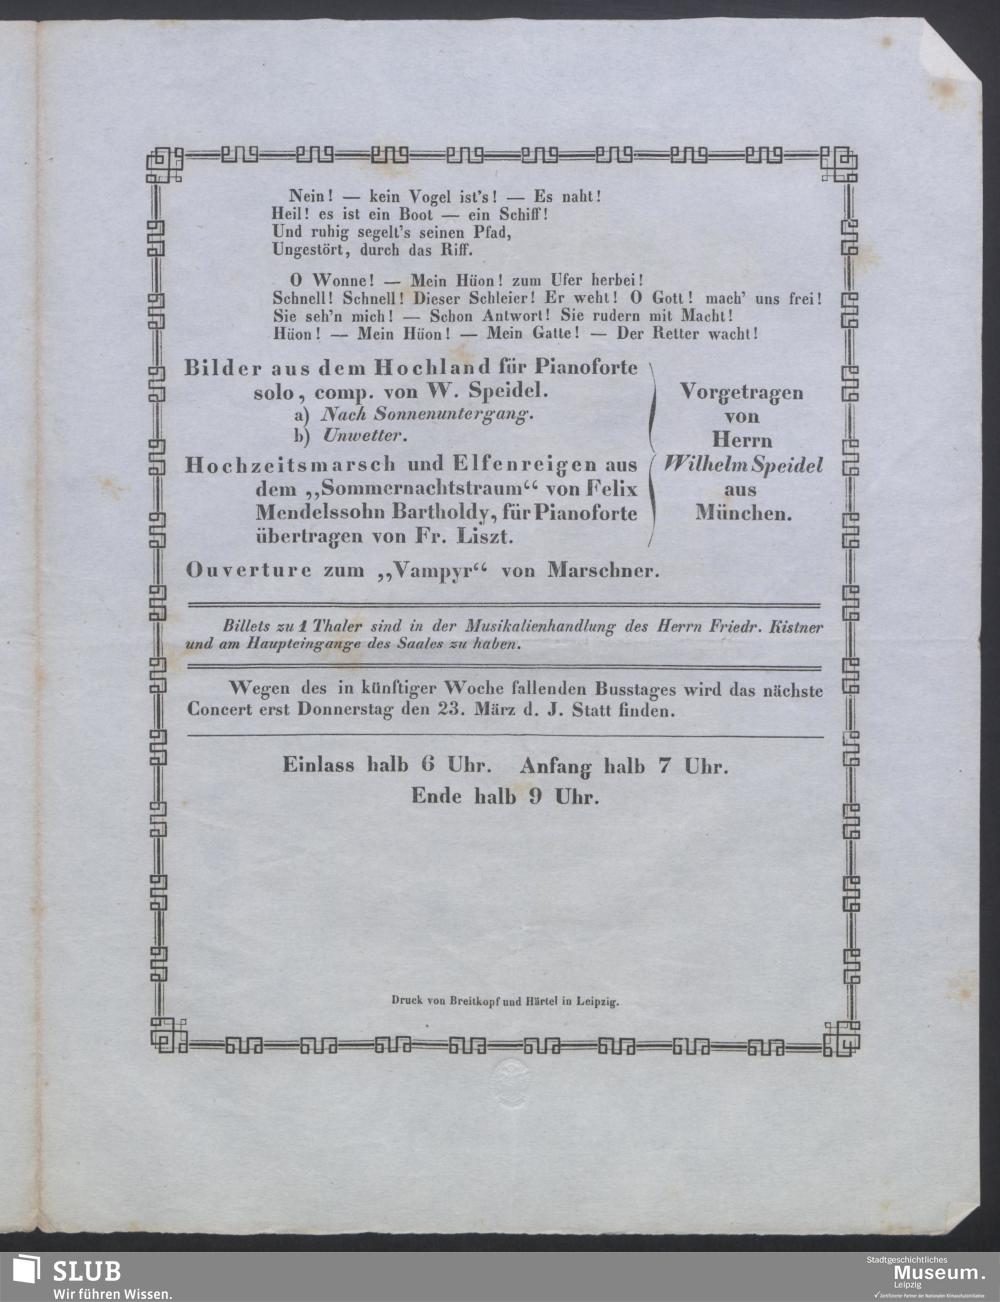 Nein! — kein Vogel ist's! — Es naht!
Heil! es ist ein Boot — ein Schiff!
Und ruhig segelt's seinen Pfad,
Ungestört, durch das Riff.
O Wonne! — Mein Hüon! zum Ufer herbei!
Schnell! Schnell! Dieser Schleier! Er weht! O Gott! mach' uns frei!
Sie seh'n mich! — Schon Antwort! Sie rudern mit Macht!
Hüon! — Mein Hüon! — Mein Gatte! — Der Retter wacht!
Bilder aus dem Hochland für Pianoforte
solo, comp. von W. Speidel.
a) Nach Sonnenuntergang.
b) Unwetter.
Hochzeitsmarsch und Elfenreigen aus
dem „Sommernachtstraum“ von Felix
Mendelssohn Bartholdy, für Pianoforte
übertragen von Fr. Liszt.
Vorgetragen
von
Herrn
Wilhelm Speidel
aus
München.
Ouverture zum „Vampyr“ von Marschner.
Billets zu 1 Thaler sind in der Musikalienhandlung des Herrn Friedr. Kistner
und am Haupteingange des Saales zu haben.
Wegen des in künftiger Woche fallenden Busstages wird das nächste
Concert erst Donnerstag den 23. März d. J. Statt finden.
Einlass halb 6 Uhr. Anfang halb 7 Uhr.
Ende halb 9 Uhr.
Druck von Breitkopf und Härtel in Leipzig.
SLUB
Wir führen Wissen.
Stadtgeschichtliches
Museum.
Leipzig
Zertifizierter Partner der Nationalen Klimaschutzinitiative